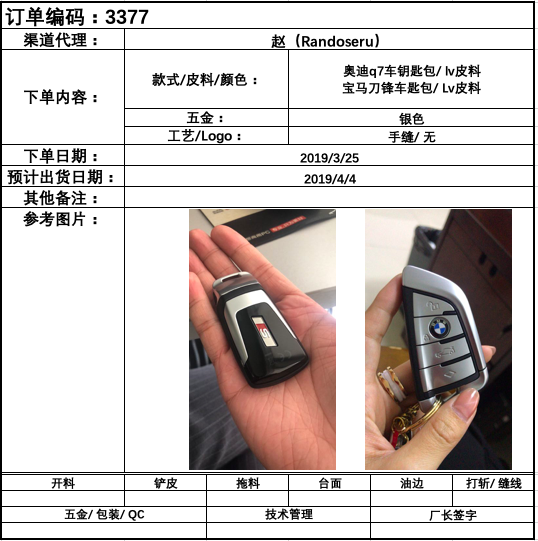 订单编码：3377
渠道代理： 赵（Randoseru）
下单内容：
款式/皮料/颜色： 奥迪q7车钥匙包/ lv皮料
宝马刀锋车匙包/ Lv皮料
五金： 银色
工艺/Logo： 手缝/ 无
下单日期： 2019/3/25
预计出货日期： 2019/4/4
其他备注：
参考图片：
开料 铲皮 拖料 台面 油边 打斩/ 缝线
五金/ 包装/ QC 技术管理 厂长签字